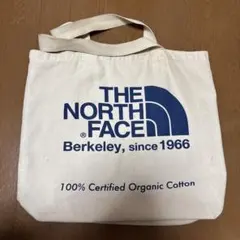 THE
NORTH
®FACE
Berkeley, since 1966
100% Certified Organic Cotton